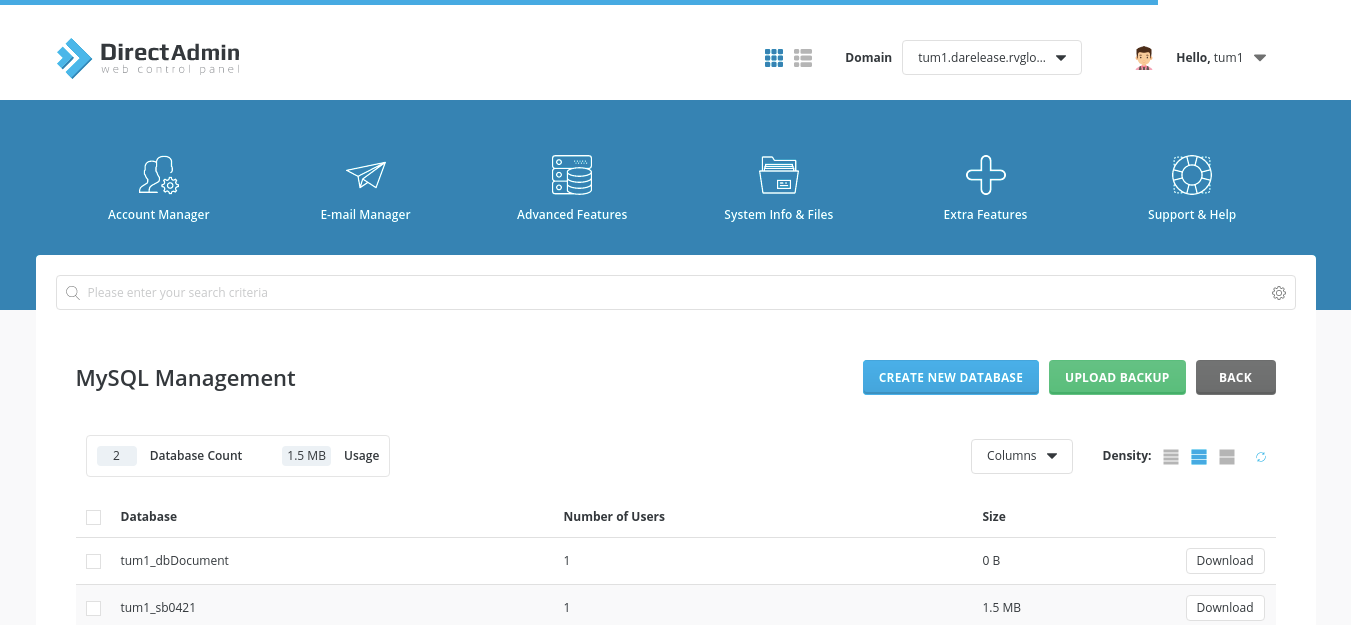 DirectAdmin
web control panel
Domain
tum1.darelease.rvglo...
Hello, tum1
Account Manager
E-mail Manager
Advanced Features
System Info & Files
Extra Features
Support & Help
Please enter your search criteria
MySQL Management
CREATE NEW DATABASE
UPLOAD BACKUP
BACK
2 Database Count 1.5 MB Usage
Columns
Density:
Database Number of Users Size
tum1_dbDocument 1 0 B Download
tum1_sb0421 1 1.5 MB Download